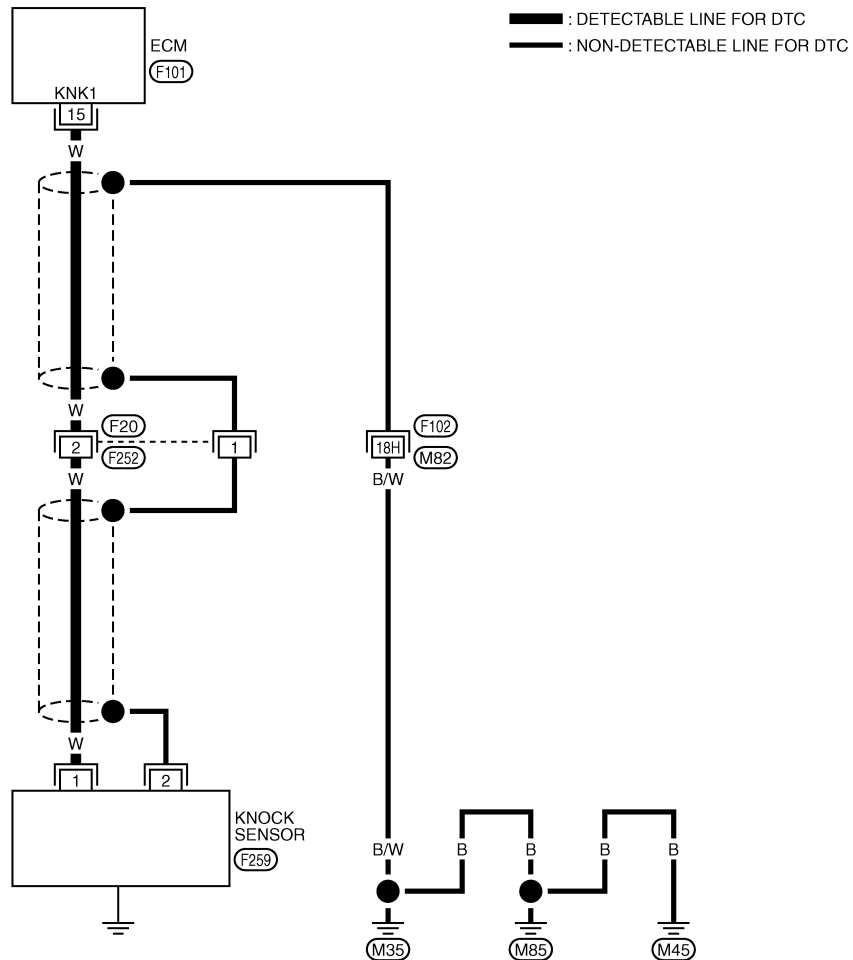 : DETECTABLE LINE FOR DTC
: NON-DETECTABLE LINE FOR DTC
ECM
F101
KNK1
15
W
W
F20
2
1
F252
W
F102
18H
M82
B/W
W
1
2
KNOCK
SENSOR
F259
B/W
B
B
B
B
M35
M85
M45